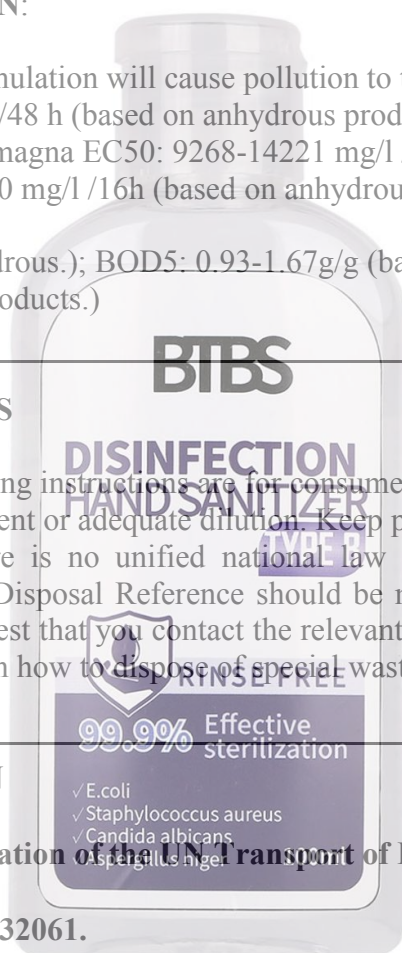 N:
nulation will cause pollution to t
/48 h (based on anhydrous prod
magna EC50: 9268-14221 mg/l
0 mg/l /16h (based on anhydrou
drous.); BOD5: 0.93-1.67g/g (ba
oducts.)
BTBS
S
DISINFECTION
ng instructions are for consume
HAND SANITIZER
ent or adequate dilution. Keep p
TYPE B
re is no unified national law
Disposal Reference should be
est that you contact the relevant
n how to dispose of special wast
RINSE FREE
99.9% Effective
sterilization
N
✓E.coli
✓Staphylococcus aureus
✓Candida albicans
ation of the UN Transport of
✓Aspergillus niger 100ml
32061.